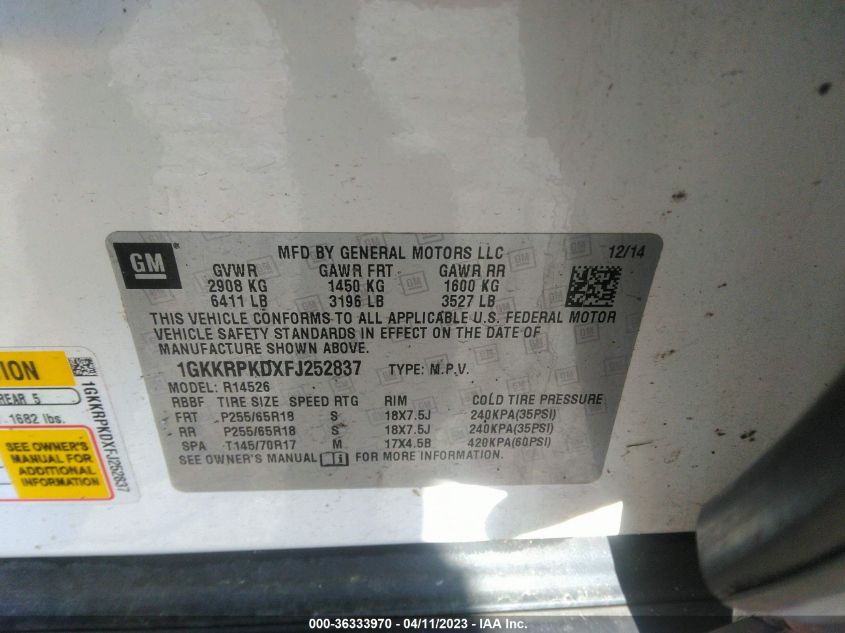 GM
MFD BY GENERAL MOTORS LLC 12/14
GVWR GAWR FRT GAWR RR
2908 KG 1450 KG 1600 KG
6411 LB 3196 LB 3527 LB
THIS VEHICLE CONFORMS TO ALL APPLICABLE U.S. FEDERAL MOTOR
VEHICLE SAFETY STANDARDS IN EFFECT ON THE DATE OF
MANUFACTURE SHOWN ABOVE.
1GKKRPKDXFJ252837 TYPE: M.P.V.
MODEL: R14526
RBBF TIRE SIZE SPEED RTG RIM COLD TIRE PRESSURE
FRT P255/65R18 S 18X7.5J 240KPA(35PSI)
RR P255/65R18 S 18X7.5J 240KPA(35PSI)
SPA T145/70R17 M 17X4.5B 420KPA(60PSI)
SEE OWNER'S MANUAL FOR MORE INFORMATION.
TION
REAR 5
1682 lbs.
SEE OWNER'S
MANUAL FOR
ADDITIONAL
INFORMATION
1GKKRPKDXFJ252837
000-36333970 - 04/11/2023 - IAA Inc.